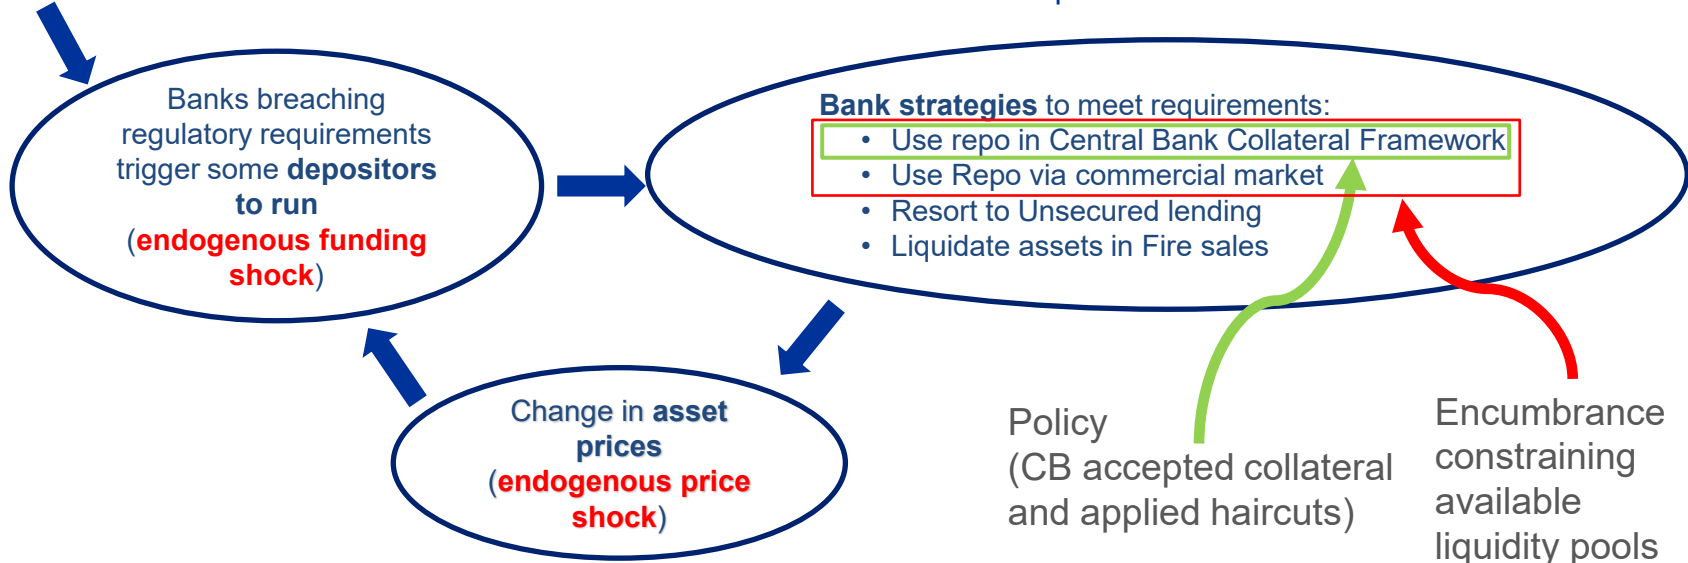 Banks breaching
regulatory requirements
trigger some depositors
to run
(endogenous funding
shock)
Bank strategies to meet requirements:
• Use repo in Central Bank Collateral Framework
• Use Repo via commercial market
• Resort to Unsecured lending
• Liquidate assets in Fire sales
Change in asset
prices
(endogenous price
shock)
Policy
(CB accepted collateral
and applied haircuts)
Encumbrance
constraining
available
liquidity pools